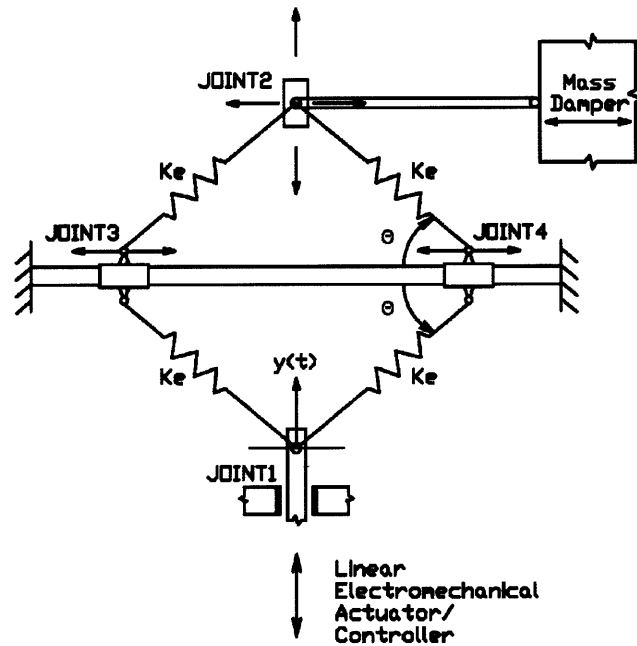 JOINT2
Mass
Damper
Ke
Ke
JOINT3
θ
JOINT4
θ
Ke
y(t)
Ke
JOINT1
Linear
Electromechanical
Actuator/
Controller